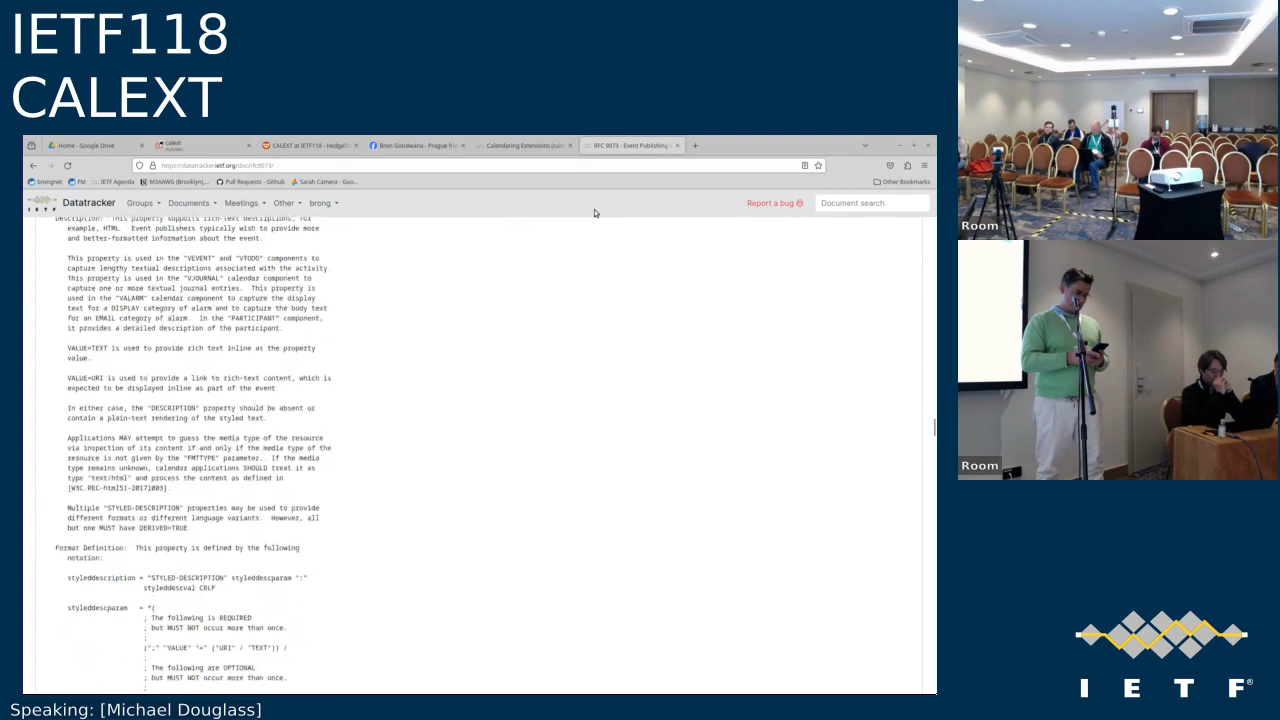 IETF118
CALEXT
Home - Google Drive
calext
CALEXT at IETF118 - HedgeD
Bron Gondwana - Prague frie
Calendaring Extensions (cale
RFC 9073 - Event Publishing
https://datatracker.ietf.org/doc/rfc9073/
brongnet
FM
IETF Agenda
M3AAWG (Brooklyn),...
Pull Requests · Github
Sarah Camera - Goo...
Other Bookmarks
IETF
Datatracker
Groups
Documents
Meetings
Other
brong
Report a bug
Document search
Description: This property supports rich-text descriptions, for
example, HTML. Event publishers typically wish to provide more
and better-formatted information about the event.
This property is used in the "VEVENT" and "VTODO" components to
capture lengthy textual descriptions associated with the activity.
This property is used in the "VJOURNAL" calendar component to
capture one or more textual journal entries. This property is
used in the "VALARM" calendar component to capture the display
text for a DISPLAY category of alarm and to capture the body text
for an EMAIL category of alarm. In the "PARTICIPANT" component,
it provides a detailed description of the participant.
VALUE=TEXT is used to provide rich text inline as the property
value.
VALUE=URI is used to provide a link to rich-text content, which is
expected to be displayed inline as part of the event.
In either case, the "DESCRIPTION" property should be absent or
contain a plain-text rendering of the styled text.
Applications MAY attempt to guess the media type of the resource
via inspection of its content if and only if the media type of the
resource is not given by the "FMTTYPE" parameter. If the media
type remains unknown, calendar applications SHOULD treat it as
type "text/html" and process the content as defined in
[W3C.REC-html51-20171003].
Multiple "STYLED-DESCRIPTION" properties may be used to provide
different formats or different language variants. However, all
but one MUST have DERIVED=TRUE.
Format Definition: This property is defined by the following
notation:
styleddescription = "STYLED-DESCRIPTION" styleddescparam ":"
styleddescval CRLF
styleddescparam = *(
; The following is REQUIRED
; but MUST NOT occur more than once.
;
(";" "VALUE" "=" ("URI" / "TEXT")) /
;
; The following are OPTIONAL
; but MUST NOT occur more than once.
;
Room
Room
IETF®
Speaking: [Michael Douglass]